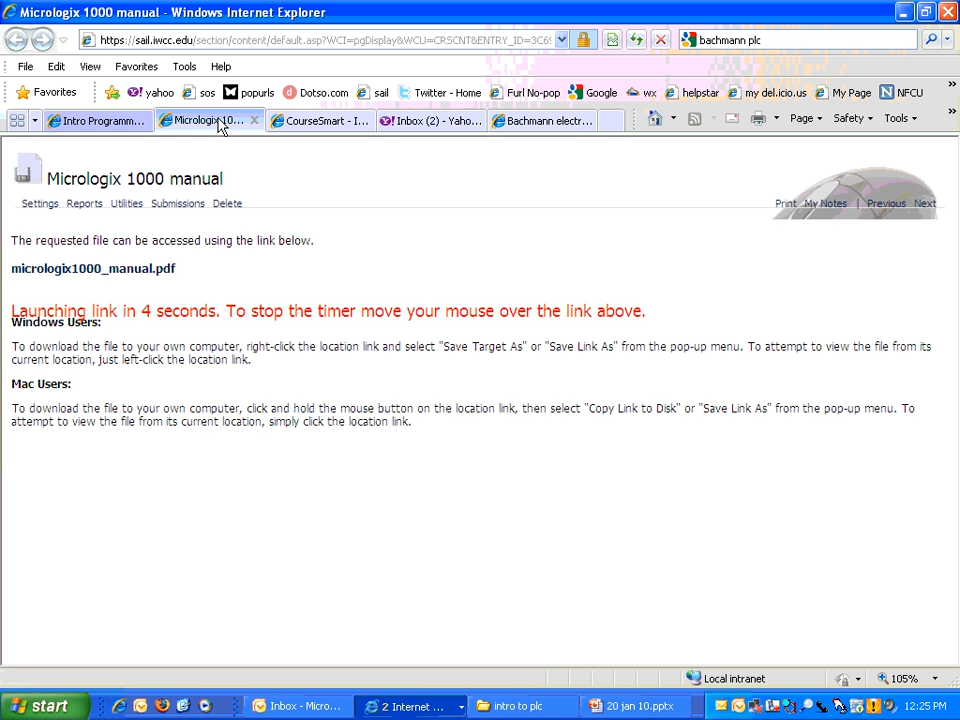 Micrologix 1000 manual - Windows Internet Explorer
https://sail.iwcc.edu/section/content/default.asp?WCI=pgDisplay&WCU=CRSCNT&ENTRY_ID=3C6
bachmann plc
File Edit View Favorites Tools Help
Favorites yahoo sos popurls Dotso.com sail Twitter - Home Furl No-pop Google wx helpstar my del.icio.us My Page NFCU
Intro Programm... Micrologix 10... CourseSmart - I... Inbox (2) - Yaho... Bachmann electr... Page Safety Tools
Micrologix 1000 manual
Settings Reports Utilities Submissions Delete Print My Notes | Previous Next
The requested file can be accessed using the link below.
micrologix1000_manual.pdf
Launching link in 4 seconds. To stop the timer move your mouse over the link above.
Windows Users:
To download the file to your own computer, right-click the location link and select "Save Target As" or "Save Link As" from the pop-up menu. To attempt to view the file from its
current location, just left-click the location link.
Mac Users:
To download the file to your own computer, click and hold the mouse button on the location link, then select "Copy Link to Disk" or "Save Link As" from the pop-up menu. To
attempt to view the file from its current location, simply click the location link.
Local intranet 105%
start Inbox - Micro... 2 Internet ... intro to plc 20 jan 10.pptx 12:25 PM